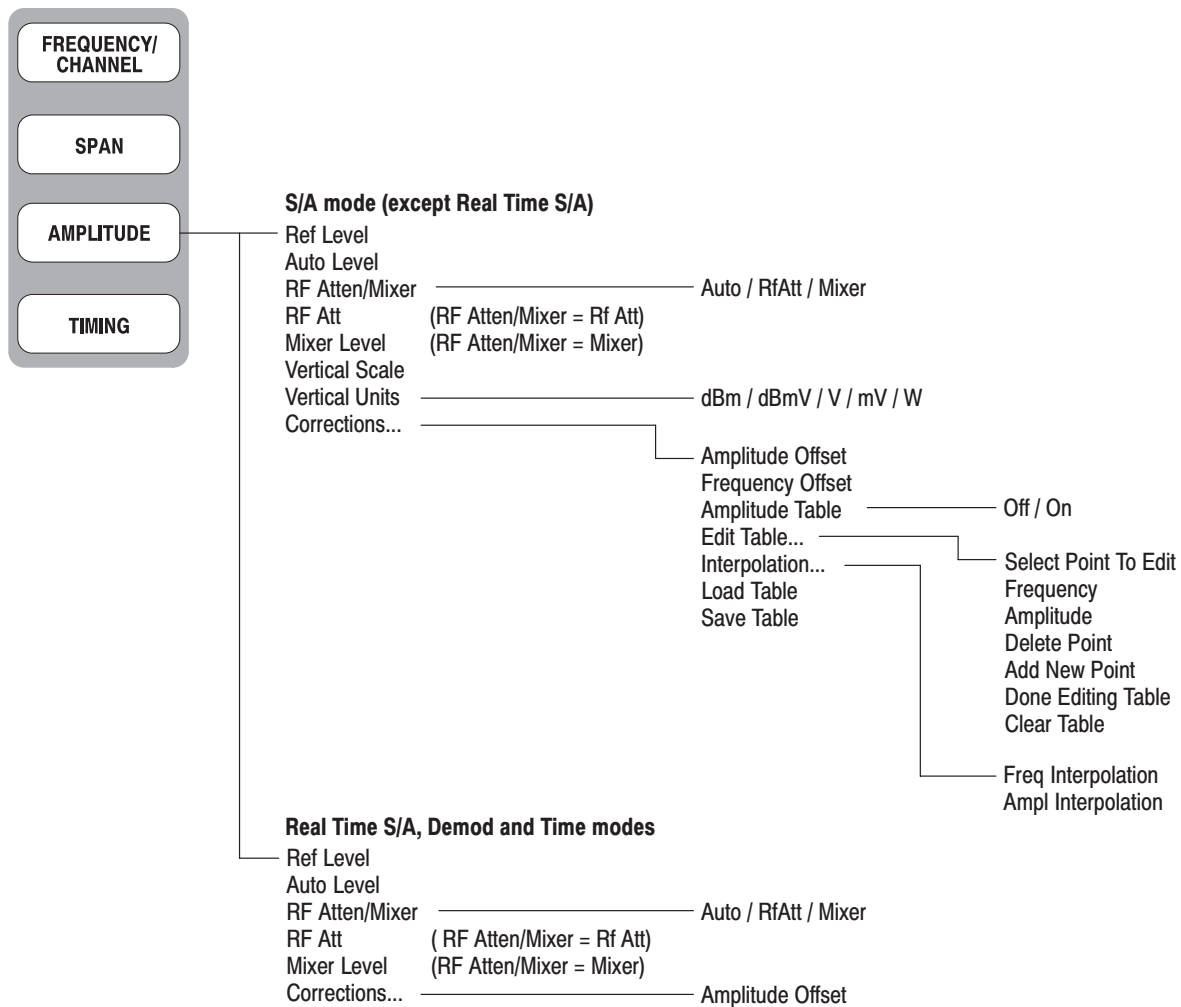 FREQUENCY/
CHANNEL
SPAN
AMPLITUDE
TIMING
S/A mode (except Real Time S/A)
Ref Level
Auto Level
RF Atten/Mixer Auto / RfAtt / Mixer
RF Att (RF Atten/Mixer = Rf Att)
Mixer Level (RF Atten/Mixer = Mixer)
Vertical Scale
Vertical Units dBm / dBmV / V / mV / W
Corrections...
Amplitude Offset
Frequency Offset
Amplitude Table Off / On
Edit Table...
Interpolation...
Load Table
Save Table
Select Point To Edit
Frequency
Amplitude
Delete Point
Add New Point
Done Editing Table
Clear Table
Freq Interpolation
Ampl Interpolation
Real Time S/A, Demod and Time modes
Ref Level
Auto Level
RF Atten/Mixer Auto / RfAtt / Mixer
RF Att ( RF Atten/Mixer = Rf Att)
Mixer Level (RF Atten/Mixer = Mixer)
Corrections... Amplitude Offset